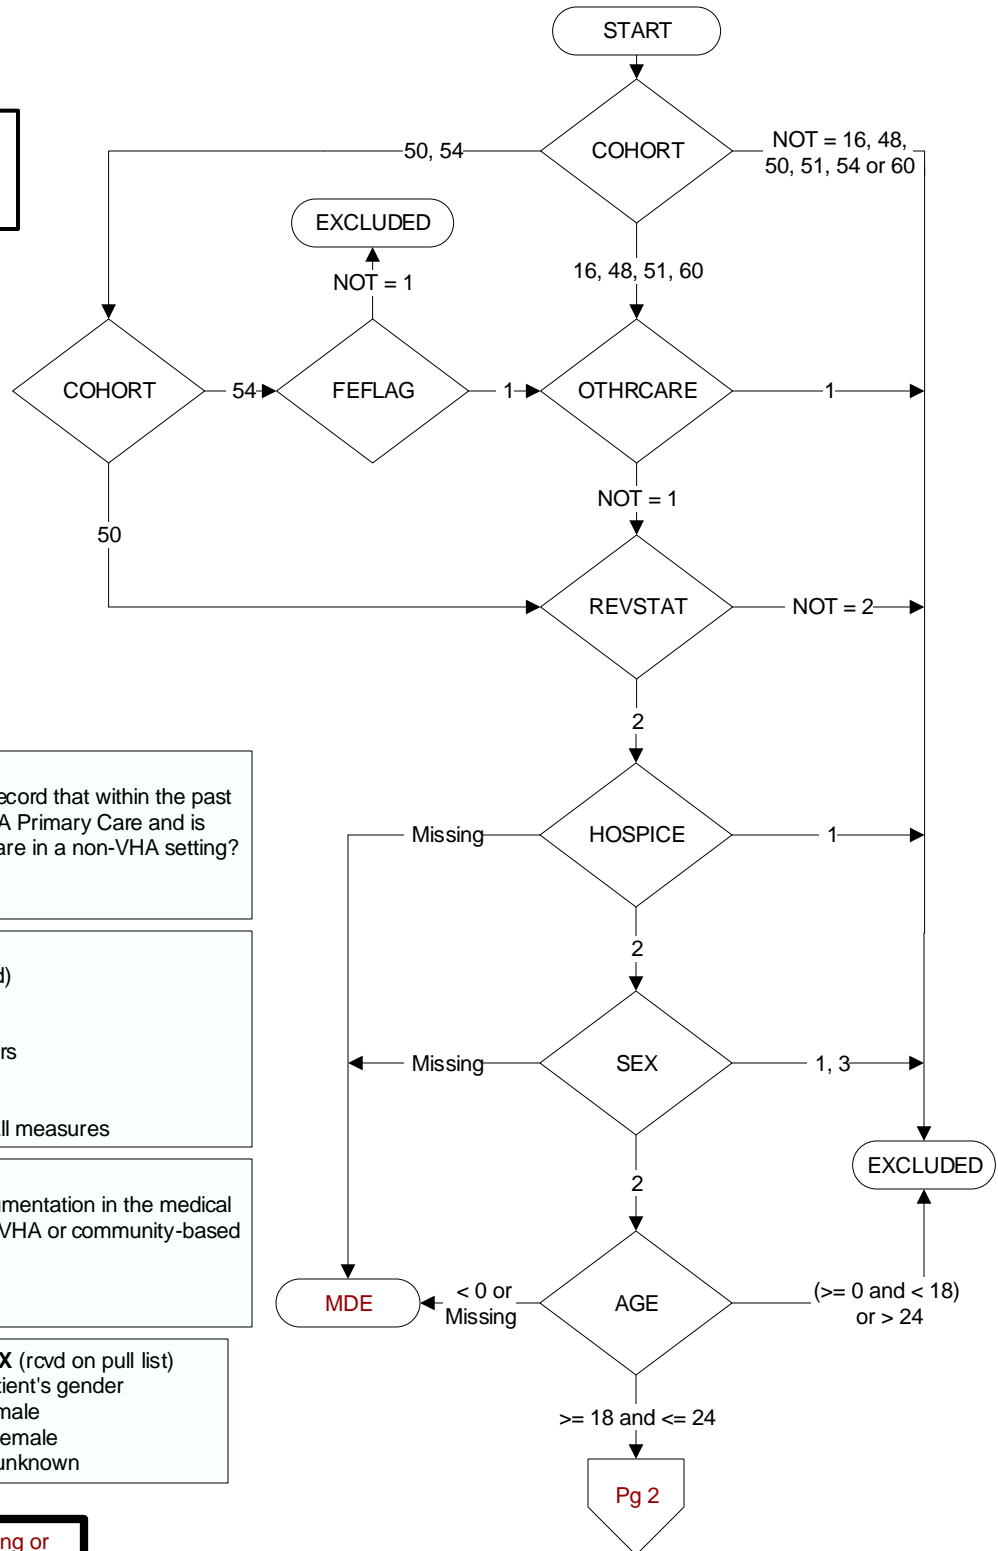 START
COHORT
50, 54
NOT = 16, 48,
50, 51, 54 or 60
EXCLUDED
16, 48, 51, 60
NOT = 1
COHORT
54
FEFLAG
1
OTHRCARE
1
NOT = 1
50
REVSTAT
NOT = 2
2
ecord that within the past
A Primary Care and is
are in a non-VHA setting?
Missing
HOSPICE
1
2
d)
rs
ll measures
Missing
SEX
1, 3
2
EXCLUDED
umentation in the medical
VHA or community-based
MDE
< 0 or
Missing
AGE
(>= 0 and < 18)
or > 24
X (rcvd on pull list)
tient's gender
male
emale
unknown
>= 18 and <= 24
Pg 2
ng or